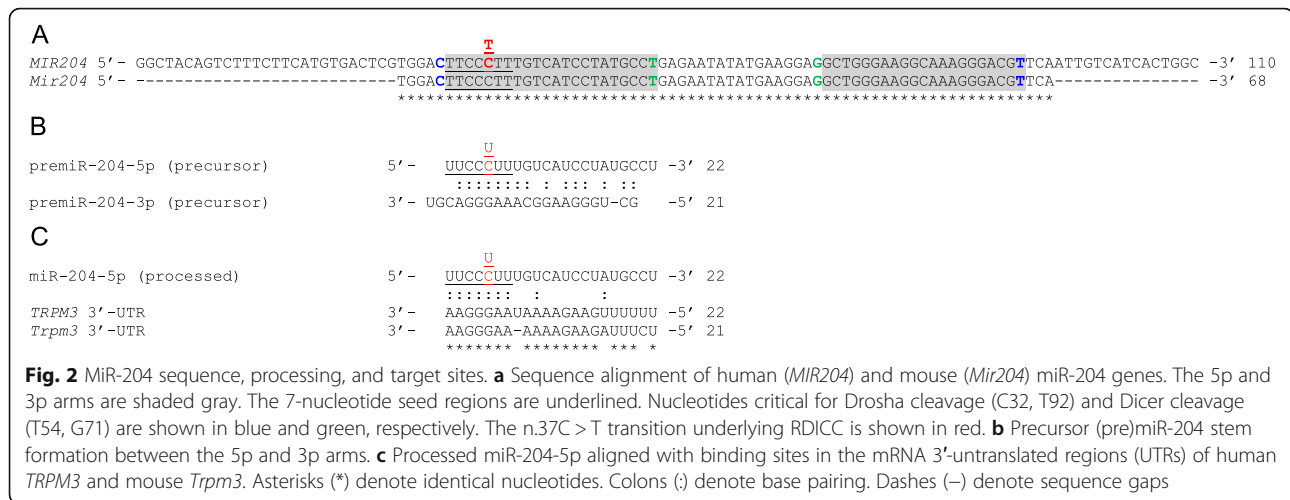 A
T
MIR204 5’- GGCTACAGTCTTTCTTCATGTGACTCGTGGACTTCCCTTTGTCATCCTATGCCTGAGAATATATGAAGGAGGCTGGGAAGGCAAAGGGACGTTCAATTGTCATCACTGGC -3’ 110
Mir204 5’- ----------------------------TGGACTTCCCTTTGTCATCCTATGCCTGAGAATATATGAAGGAGGCTGGGAAGGCAAAGGGACGTTCA--------------- -3’ 68
********************************************************************
B
U
premiR-204-5p (precursor) 5’- UUCCCUUUGUCAUCCUAUGCCU -3’ 22
:::::::: : ::: : ::
premiR-204-3p (precursor) 3’- UGCAGGGAAACGGAAGGGU-CG -5’ 21
C
U
miR-204-5p (processed) 5’- UUCCCUUUGUCAUCCUAUGCCU -3’ 22
::::::: : :
TRPM3 3’-UTR 3’- AAGGGAAUAAAAGAAGUUUUUU -5’ 22
Trpm3 3’-UTR 3’- AAGGGAA-AAAAGAAGAUUUCU -5’ 21
******* ******** *** *
Fig. 2 MiR-204 sequence, processing, and target sites. a Sequence alignment of human (MIR204) and mouse (Mir204) miR-204 genes. The 5p and
3p arms are shaded gray. The 7-nucleotide seed regions are underlined. Nucleotides critical for Drosha cleavage (C32, T92) and Dicer cleavage
(T54, G71) are shown in blue and green, respectively. The n.37C > T transition underlying RDICC is shown in red. b Precursor (pre)miR-204 stem
formation between the 5p and 3p arms. c Processed miR-204-5p aligned with binding sites in the mRNA 3′-untranslated regions (UTRs) of human
TRPM3 and mouse Trpm3. Asterisks (*) denote identical nucleotides. Colons (:) denote base pairing. Dashes (–) denote sequence gaps